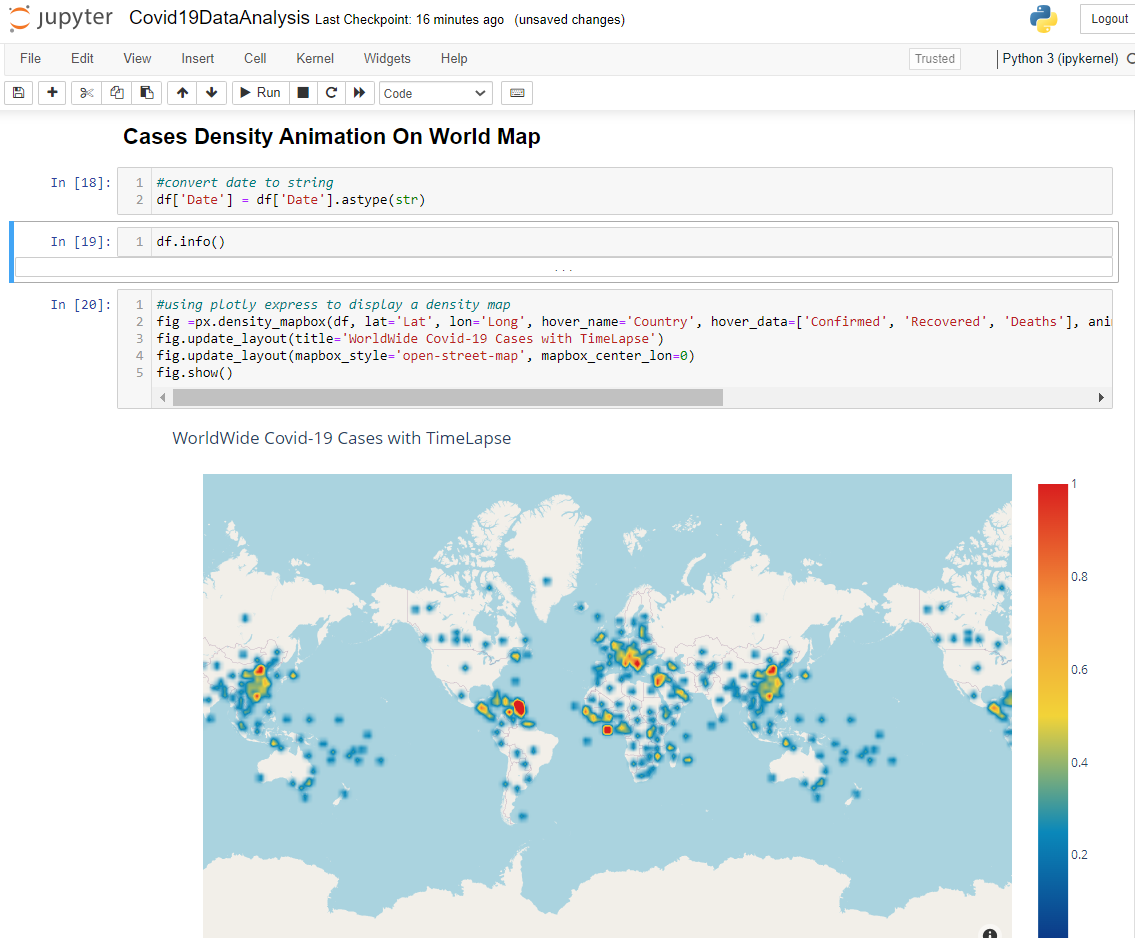 jupyter Covid19DataAnalysis Last Checkpoint: 16 minutes ago (unsaved changes) Logout
File Edit View Insert Cell Kernel Widgets Help Trusted Python 3 (ipykernel)
Run Code
Cases Density Animation On World Map
In [18]: 1 #convert date to string
2 df['Date'] = df['Date'].astype(str)
In [19]: 1 df.info()
...
In [20]: 1 #using plotly express to display a density map
2 fig =px.density_mapbox(df, lat='Lat', lon='Long', hover_name='Country', hover_data=['Confirmed', 'Recovered', 'Deaths'], ani
3 fig.update_layout(title='WorldWide Covid-19 Cases with TimeLapse')
4 fig.update_layout(mapbox_style='open-street-map', mapbox_center_lon=0)
5 fig.show()
WorldWide Covid-19 Cases with TimeLapse
1
0.8
0.6
0.4
0.2